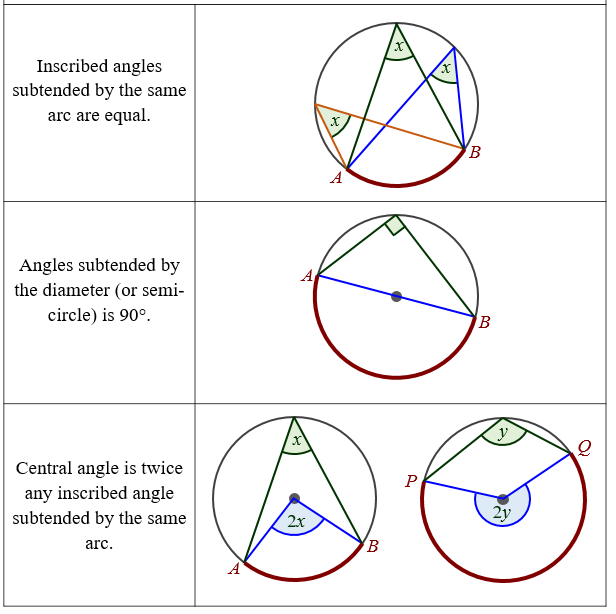 Inscribed angles
subtended by the same
arc are equal.
x
x
x
A
B
Angles subtended by
the diameter (or semi-
circle) is 90°.
A
B
Central angle is twice
any inscribed angle
subtended by the same
arc.
x
2x
A
B
y
Q
P
2y